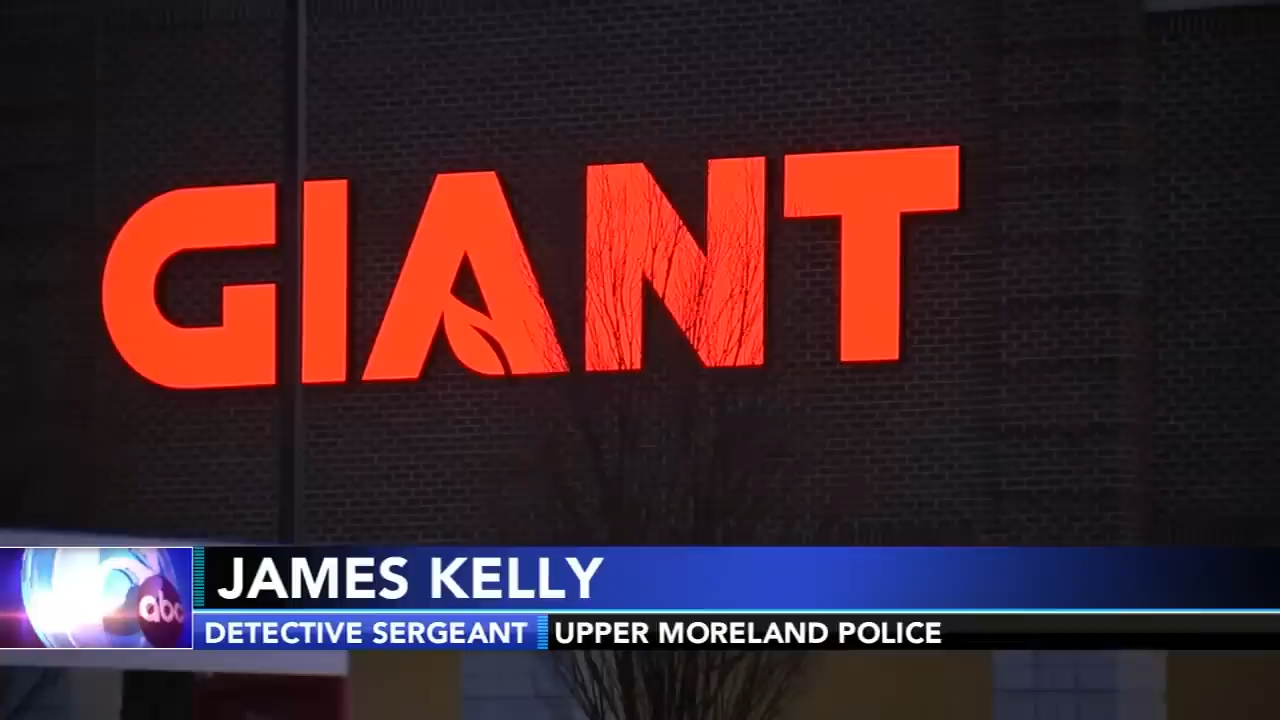 GIANT
JAMES KELLY
abc
DETECTIVE SERGEANT UPPER MORELAND POLICE